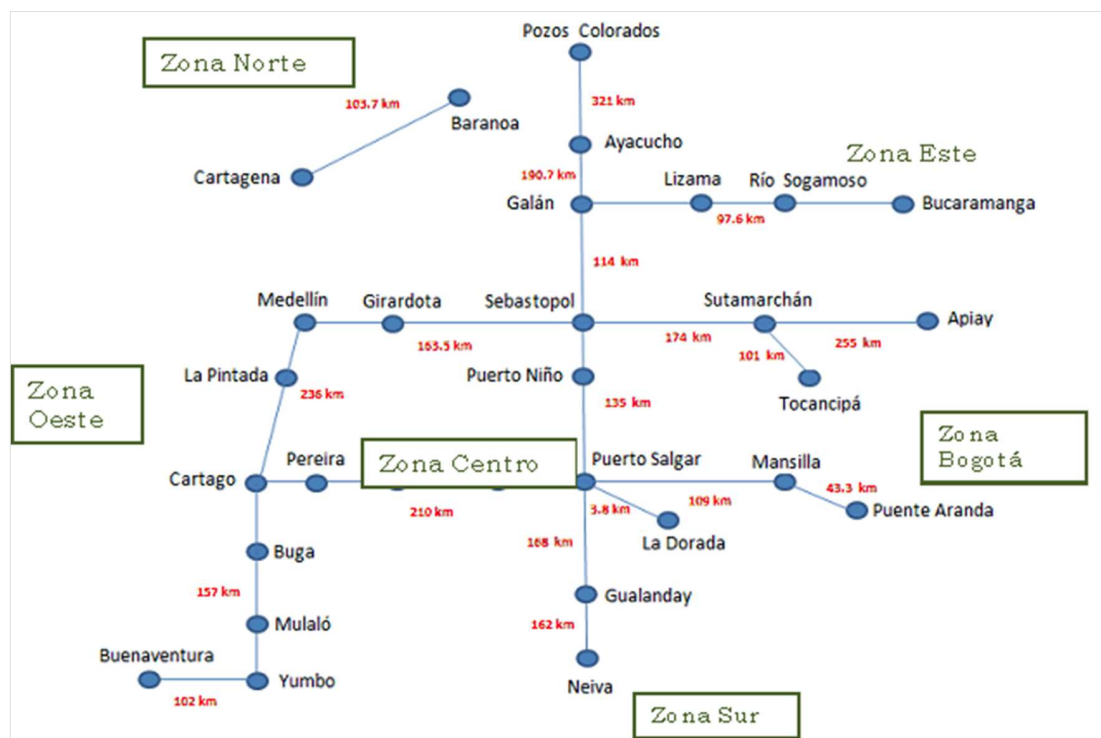 Pozos Colorados
Zona Norte
103.7 km
321 km
Baranoa
Ayacucho
Zona Este
Cartagena
190.7 km
Lizama
Río Sogamoso
Galán
97.6 km
Bucaramanga
114 km
Medellín
Girardota
Sebastopol
Sutamarchán
Apiay
163.5 km
174 km
101 km
255 km
La Pintada
Puerto Niño
Zona
Oeste
236 km
135 km
Tocancipá
Zona
Bogotá
Cartago
Pereira
Zona Centro
Puerto Salgar
Mansilla
43.3 km
210 km
3.8 km
109 km
Puente Aranda
La Dorada
168 km
Buga
157 km
Gualanday
Mulaló
162 km
Buenaventura
Yumbo
Neiva
102 km
Zona Sur